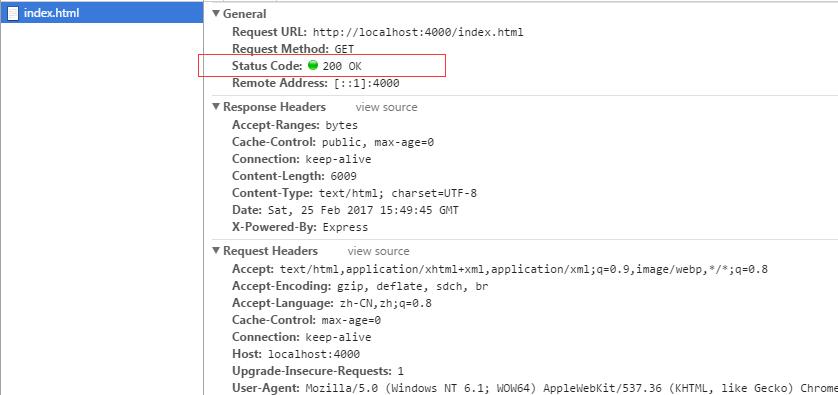 index.html
General
Request URL: http://localhost:4000/index.html
Request Method: GET
Status Code: 200 OK
Remote Address: [::1]:4000
Response Headers view source
Accept-Ranges: bytes
Cache-Control: public, max-age=0
Connection: keep-alive
Content-Length: 6009
Content-Type: text/html; charset=UTF-8
Date: Sat, 25 Feb 2017 15:49:45 GMT
X-Powered-By: Express
Request Headers view source
Accept: text/html,application/xhtml+xml,application/xml;q=0.9,image/webp,*/*;q=0.8
Accept-Encoding: gzip, deflate, sdch, br
Accept-Language: zh-CN,zh;q=0.8
Cache-Control: max-age=0
Connection: keep-alive
Host: localhost:4000
Upgrade-Insecure-Requests: 1
User-Agent: Mozilla/5.0 (Windows NT 6.1; WOW64) AppleWebKit/537.36 (KHTML, like Gecko) Chrome